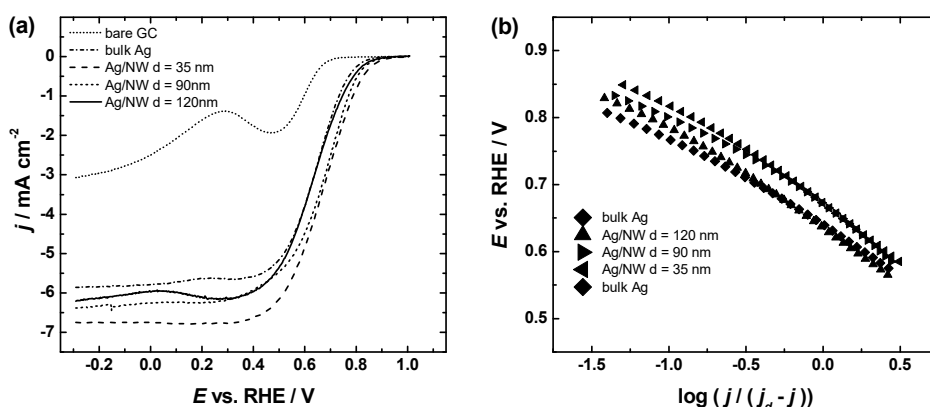 (a)
bare GC
bulk Ag
Ag/NW d = 35 nm
Ag/NW d = 90nm
Ag/NW d = 120nm
0
-1
-2
-3
-4
-5
-6
-7
j / mA cm⁻²
-0.2 0.0 0.2 0.4 0.6 0.8 1.0
E vs. RHE / V
(b)
0.9
0.8
0.7
0.6
0.5
E vs. RHE / V
bulk Ag
Ag/NW d = 120 nm
Ag/NW d = 90 nm
Ag/NW d = 35 nm
bulk Ag
-1.5 -1.0 -0.5 0.0 0.5
log ( j / ( j_d - j ))